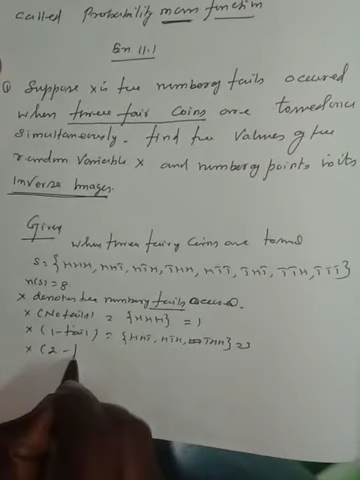 called Probability mass function
Ex 11.1
① Suppose x is the number of tails occured
when three fair coins are tossed once
simultaneously. find the values of the
random variable X and number of points in its
Inverse Images.
Given
when three fairy coins are tossed
S = {HHH, HHT, HTH, THH, HTT, THT, TTH, TTT}
n(s) = 8
x denotes the number of tails occured.
x (No tails) = {HHH} = 1
x (1-tail) = {HHT, HTH, THH} = 3
x (2 -